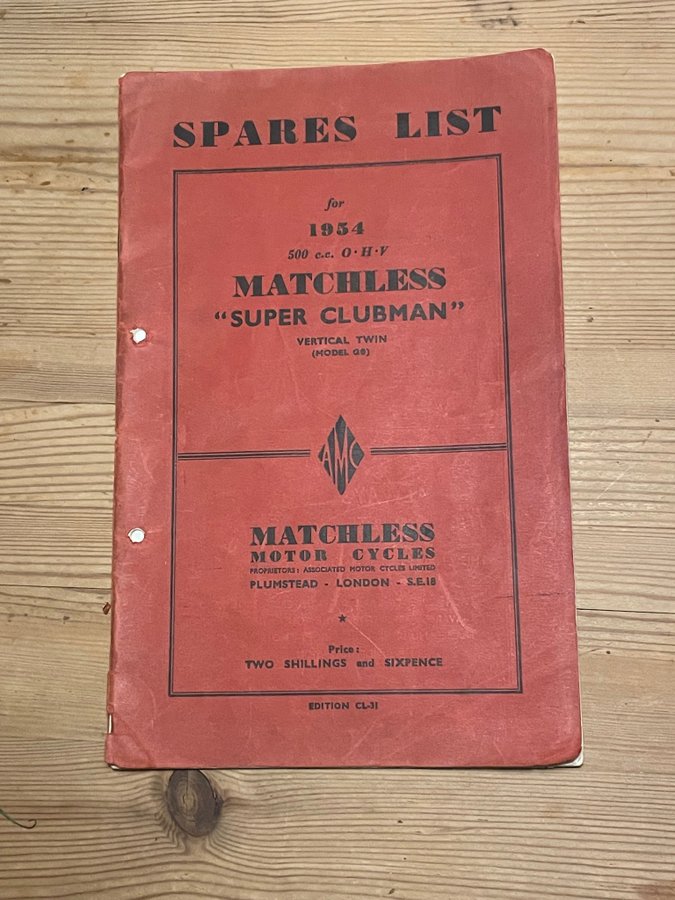 SPARES LIST
for
1954
500 c.c. O·H·V
MATCHLESS
"SUPER CLUBMAN"
VERTICAL TWIN
(MODEL G9)
AMC
MATCHLESS
MOTOR CYCLES
PROPRIETORS: ASSOCIATED MOTOR CYCLES LIMITED
PLUMSTEAD - LONDON - S.E.18
Price:
TWO SHILLINGS and SIXPENCE
EDITION CL-31